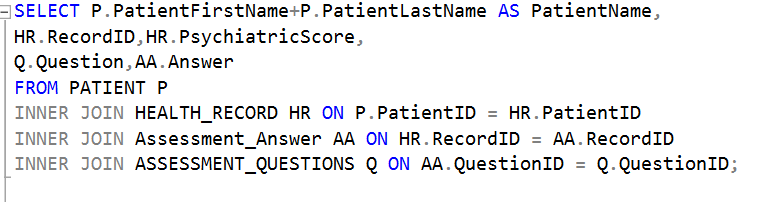 SELECT P.PatientFirstName+P.PatientLastName AS PatientName,
HR.RecordID,HR.PsychiatricScore,
Q.Question,AA.Answer
FROM PATIENT P
INNER JOIN HEALTH_RECORD HR ON P.PatientID = HR.PatientID
INNER JOIN Assessment_Answer AA ON HR.RecordID = AA.RecordID
INNER JOIN ASSESSMENT_QUESTIONS Q ON AA.QuestionID = Q.QuestionID;